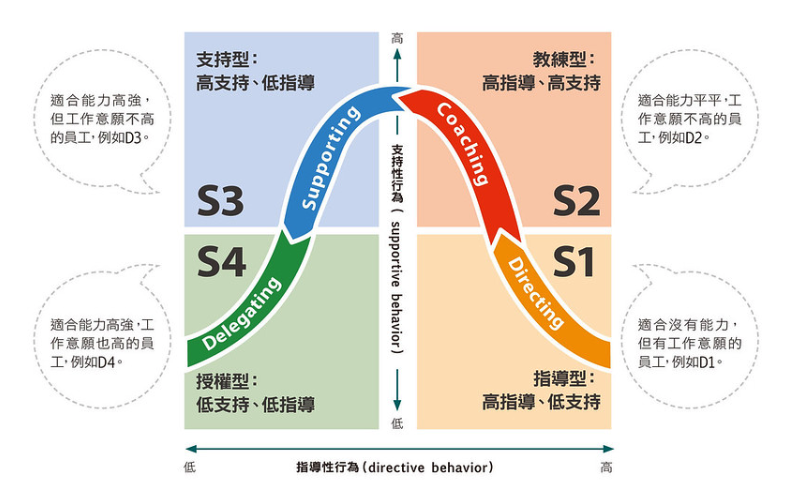 高
支持型：
高支持、低指導
教練型：
高指導、高支持
適合能力高強，
但工作意願不高
的員工，例如D3。
適合能力平平，工
作意願不高的員
工，例如D2。
Supporting
Coaching
支持性行為（supportive behavior）
S3
S2
S4
S1
Delegating
Directing
適合能力高強，工
作意願也高的員
工，例如D4。
適合沒有能力，
但有工作意願的
員工，例如D1。
授權型：
低支持、低指導
指導型：
高指導、低支持
低
低
指導性行為（directive behavior）
高